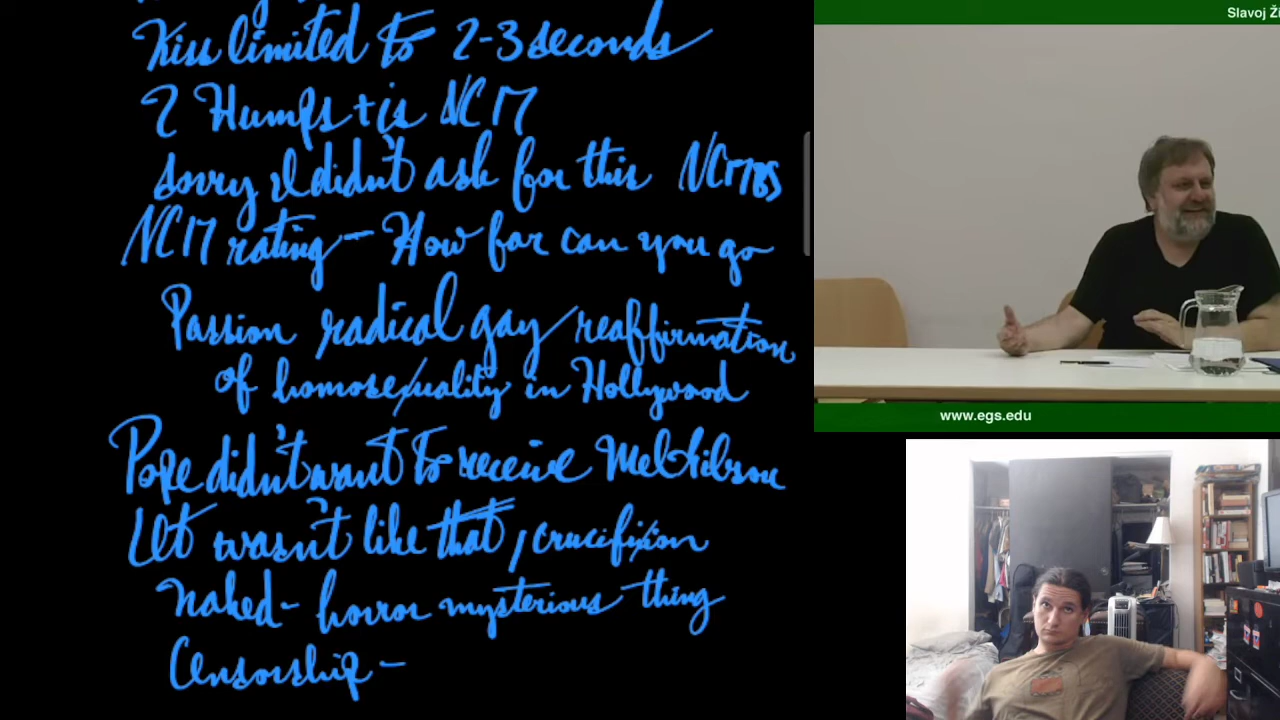 Kiss limited to 2-3 seconds
2 Humps + is NC17
Sorry I didn't ask for this NC17 BS
NC17 rating - How far can you go
Passion radical gay reaffirmation
of homosexuality in Hollywood
Pope didn't want to receive Mel Gibson
It wasn't like that, crucifixion
Naked - horror mysterious thing
Censorship -
Slavoj Ži
www.egs.edu